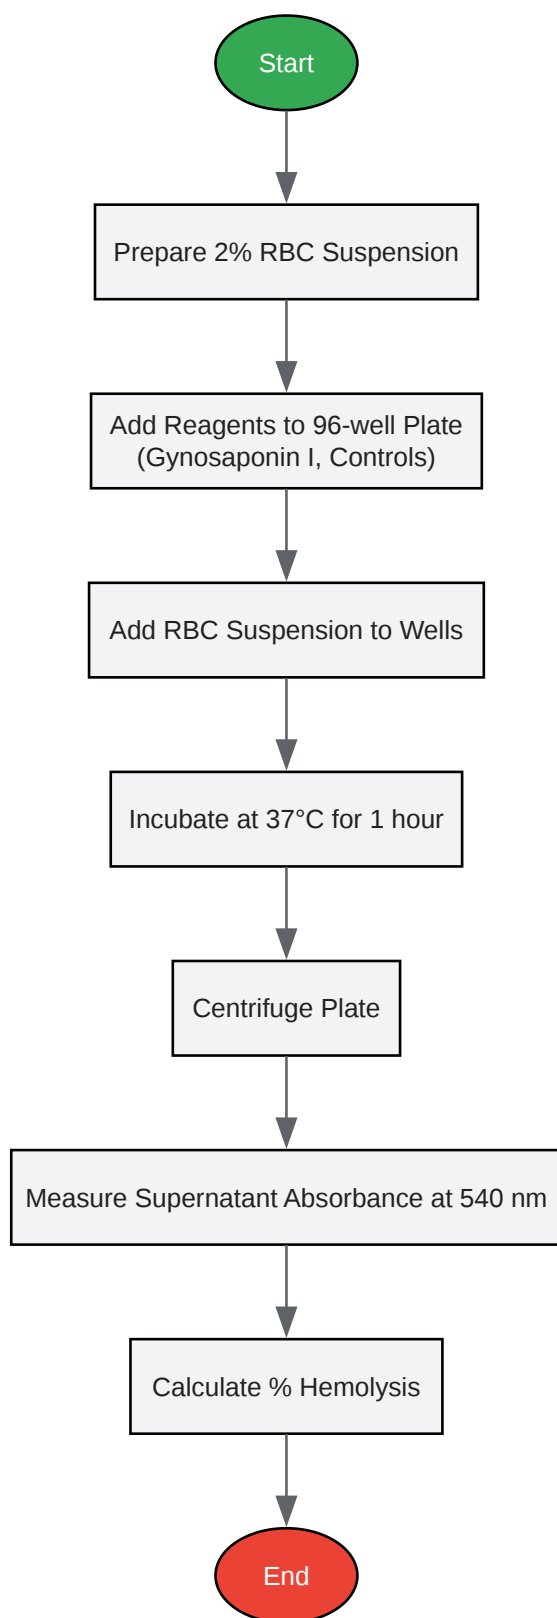 Start
Prepare 2% RBC Suspension
Add Reagents to 96-well Plate
(Gynosaponin I, Controls)
Add RBC Suspension to Wells
Incubate at 37°C for 1 hour
Centrifuge Plate
Measure Supernatant Absorbance at 540 nm
Calculate % Hemolysis
End